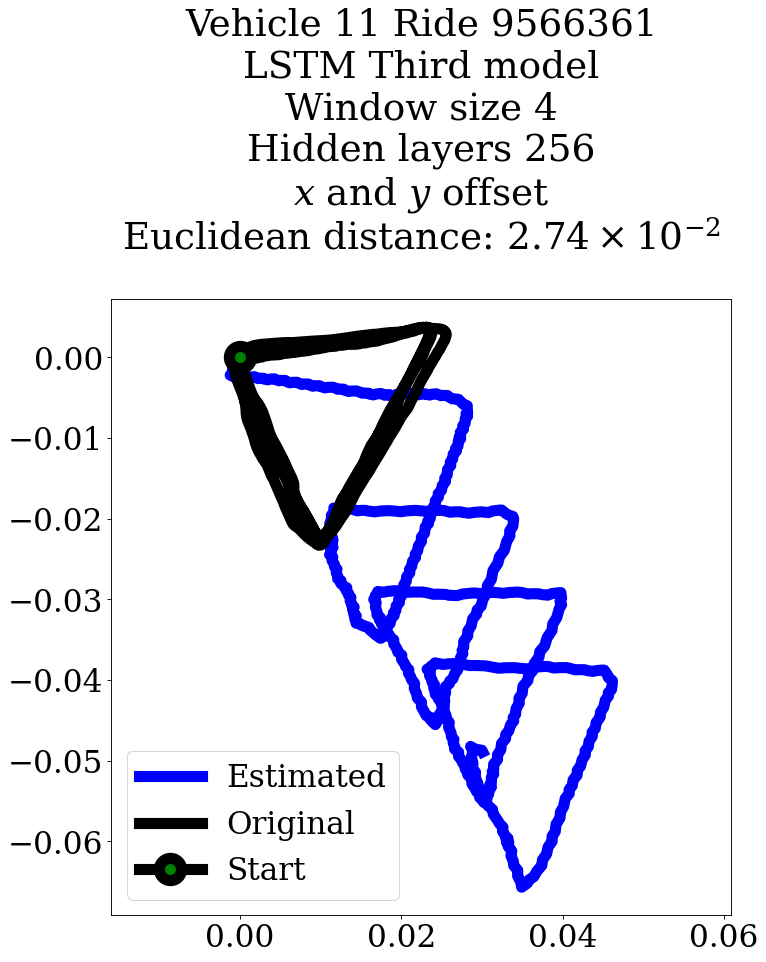 Vehicle 11 Ride 9566361
LSTM Third model
Window size 4
Hidden layers 256
x and y offset
Euclidean distance: 2.74 × 10⁻²
0.00
−0.01
−0.02
−0.03
−0.04
−0.05
−0.06
Estimated
Original
Start
0.00 0.02 0.04 0.06